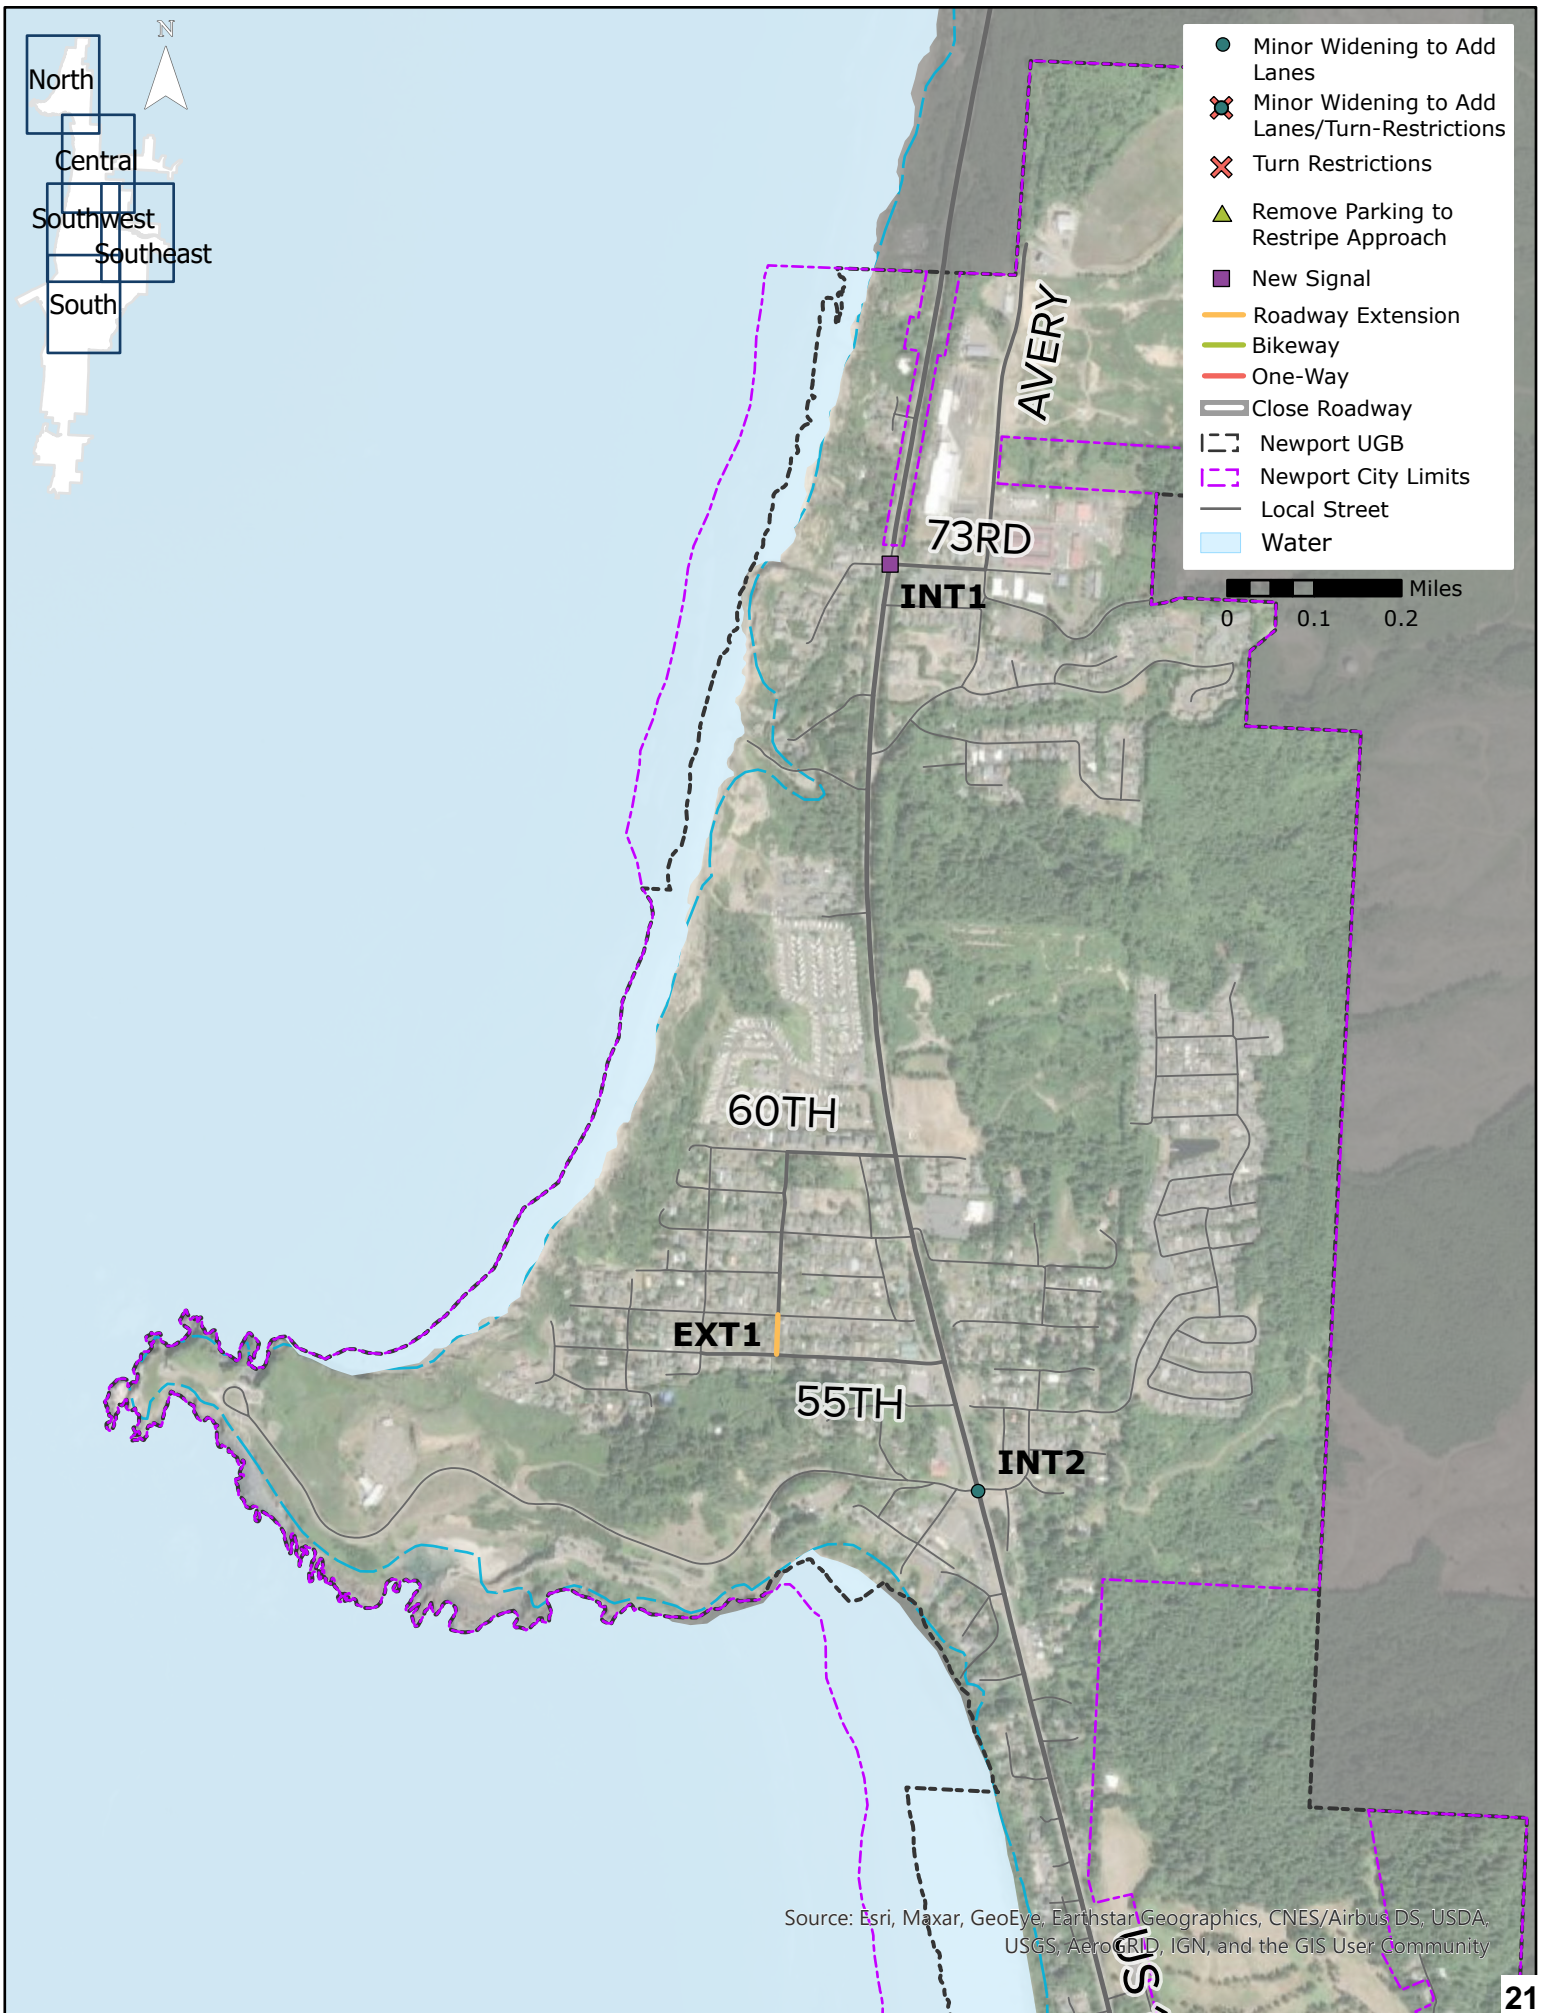 N
North
Central
Southwest
Southeast
South
Minor Widening to Add
Lanes
Minor Widening to Add
Lanes/Turn-Restrictions
Turn Restrictions
Remove Parking to
Restripe Approach
New Signal
Roadway Extension
Bikeway
One-Way
Close Roadway
Newport UGB
Newport City Limits
Local Street
Water
Miles
0 0.1 0.2
AVERY
73RD
INT1
60TH
EXT1
55TH
INT2
US
Source: Esri, Maxar, GeoEye, Earthstar Geographics, CNES/Airbus DS, USDA,
USGS, AeroGRID, IGN, and the GIS User Community
21